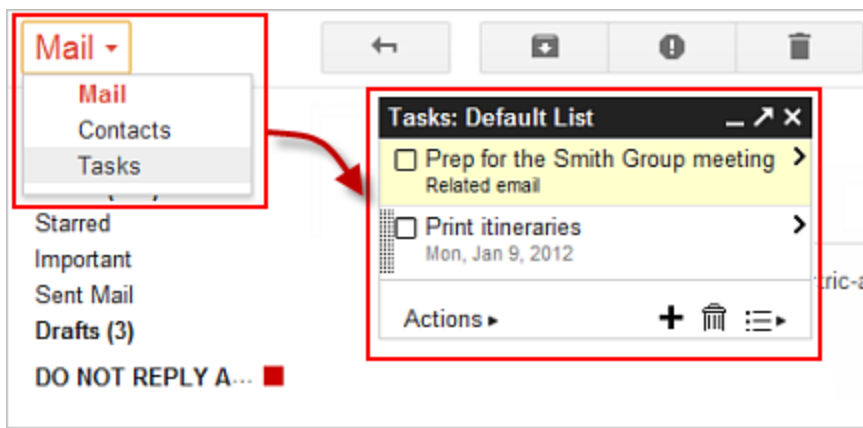 Mail
Mail
Contacts
Tasks
Starred
Important
Sent Mail
Drafts (3)
DO NOT REPLY A...
Tasks: Default List
Prep for the Smith Group meeting
Related email
Print itineraries
Mon, Jan 9, 2012
Actions